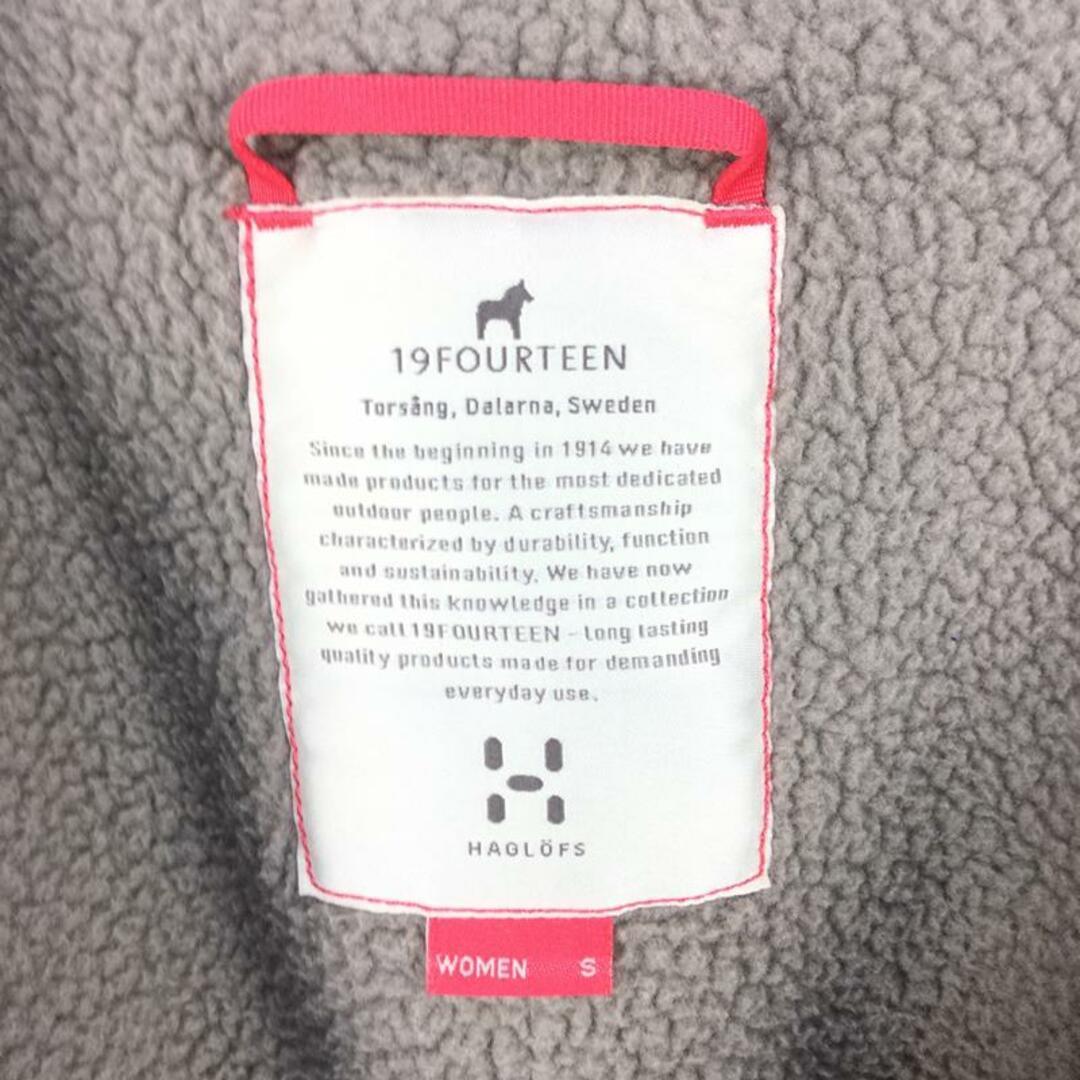 19FOURTEEN
Torsång, Dalarna, Sweden
Since the beginning in 1914 we have
made products for the most dedicated
outdoor people. A craftsmanship
characterized by durability, function
and sustainability. We have now
gathered this knowledge in a collection
we call 19FOURTEEN - long lasting
quality products made for demanding
everyday use.
HAGLÖFS
WOMEN S